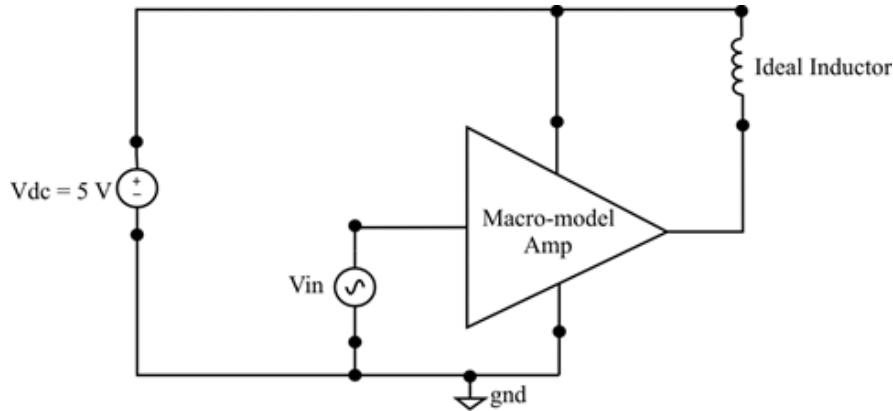 Ideal Inductor
Vdc = 5 V
+
−
Macro-model
Amp
Vin
gnd